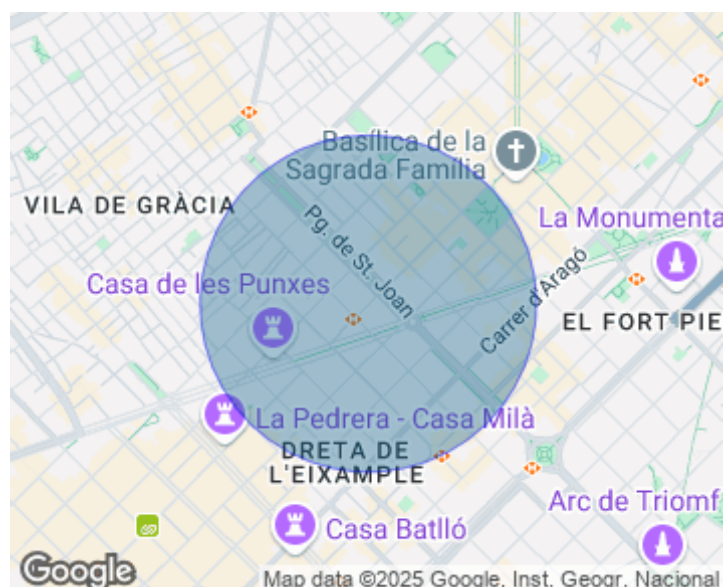 Basílica de la
Sagrada Família
VILA DE GRÀCIA
La Monumenta
Pg. de St. Joan
Casa de les Punxes
Carrer d'Aragó
EL FORT PIE
La Pedrera - Casa Milà
DRETA DE
L'EIXAMPLE
Arc de Triomf
Casa Batlló
Google
Map data ©2025 Google, Inst. Geogr. Nacional